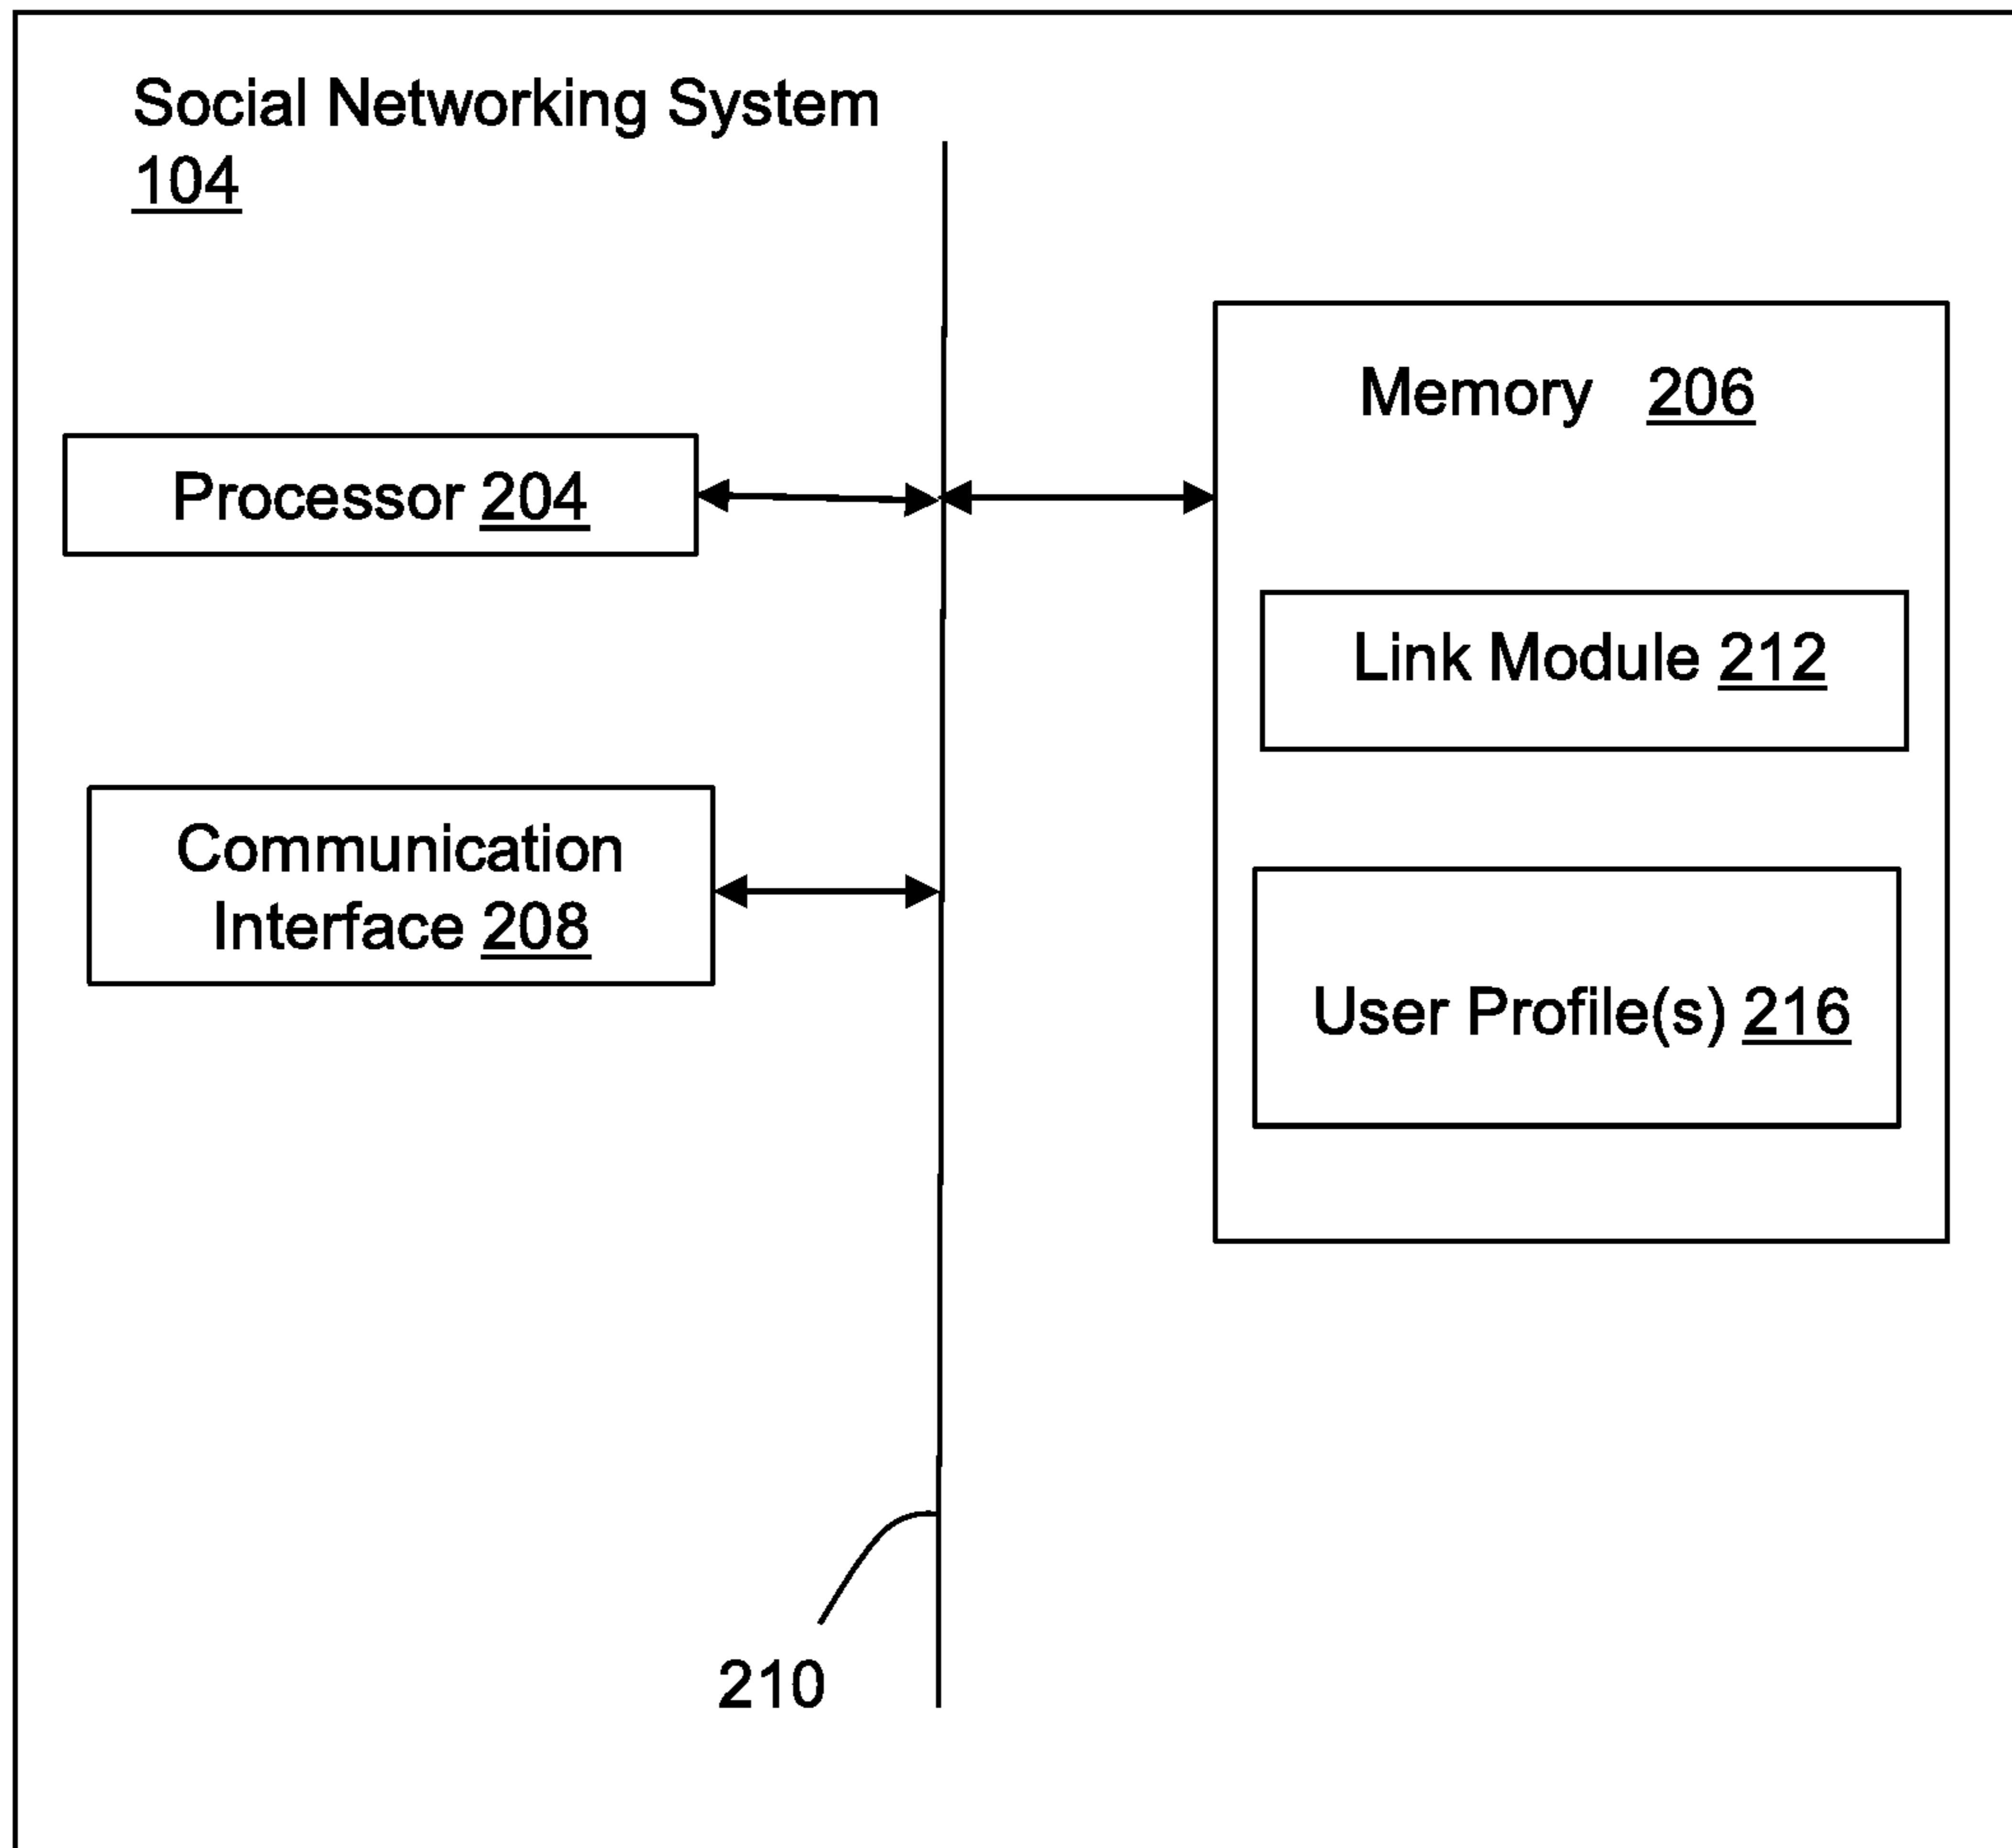 Social Networking System
104
Memory 206
Processor 204
Link Module 212
Communication
Interface 208
User Profile(s) 216
210